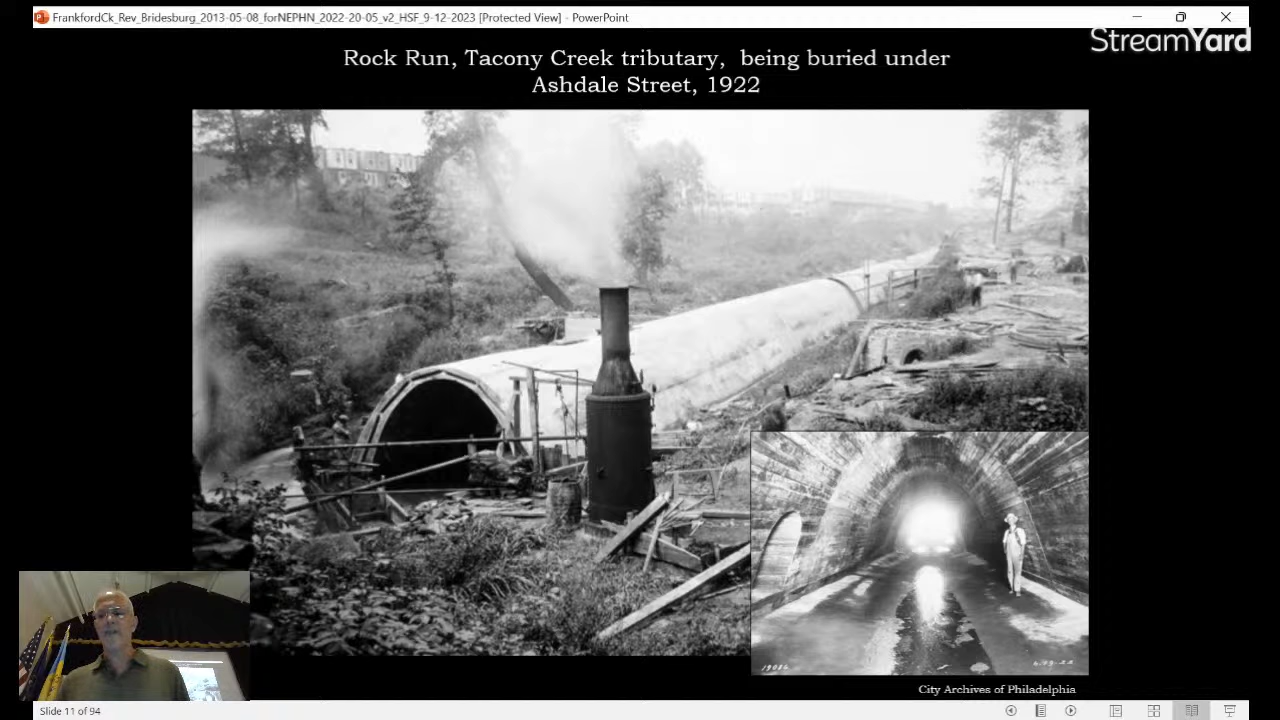 FrankfordCk_Rev_Bridesburg_2013-05-08_forNEPHN_2022-20-05_v2_HSF_9-12-2023 [Protected View] - PowerPoint
StreamYard
Rock Run, Tacony Creek tributary, being buried under
Ashdale Street, 1922
City Archives of Philadelphia
Slide 11 of 94